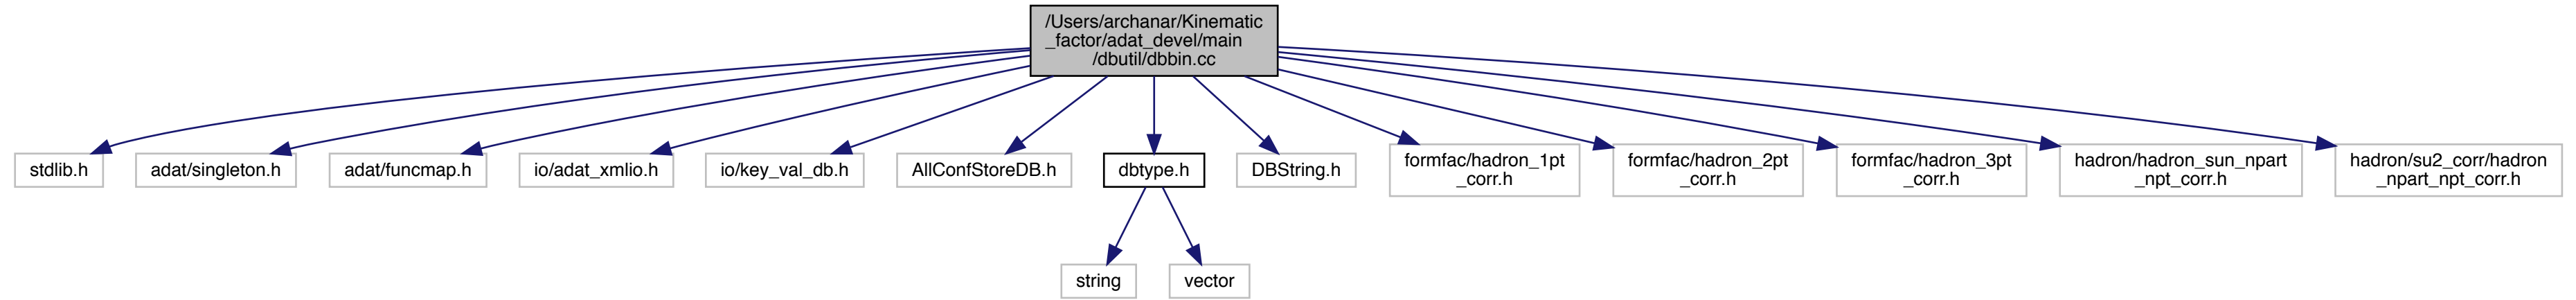 /Users/archanar/Kinematic
_factor/adat_devel/main
/dbutil/dbbin.cc
stdlib.h
adat/singleton.h
adat/funcmap.h
io/adat_xmlio.h
io/key_val_db.h
AllConfStoreDB.h
dbtype.h
DBString.h
formfac/hadron_1pt
_corr.h
formfac/hadron_2pt
_corr.h
formfac/hadron_3pt
_corr.h
hadron/hadron_sun_npart
_npt_corr.h
hadron/su2_corr/hadron
_npart_npt_corr.h
string
vector